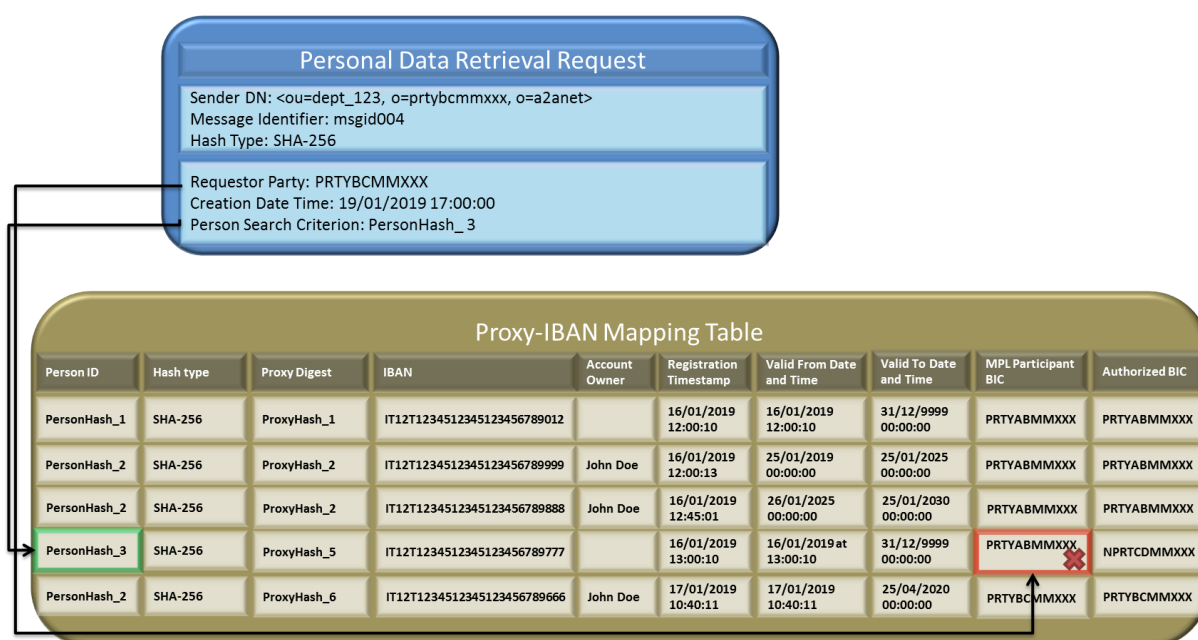 Personal Data Retrieval Request
Sender DN: <ou=dept_123, o=prtybcmmxxx, o=a2anet>
Message Identifier: msgid004
Hash Type: SHA-256
Requestor Party: PRTYBCMMXXX
Creation Date Time: 19/01/2019 17:00:00
Person Search Criterion: PersonHash_ 3
Proxy-IBAN Mapping Table
Person ID Hash type Proxy Digest IBAN Account Owner Registration Timestamp Valid From Date and Time Valid To Date and Time MPL Participant BIC Authorized BIC
PersonHash_1 SHA-256 ProxyHash_1 IT12T1234512345123456789012 16/01/2019 12:00:10 16/01/2019 12:00:10 31/12/9999 00:00:00 PRTYABMMXXX PRTYABMMXXX
PersonHash_2 SHA-256 ProxyHash_2 IT12T1234512345123456789999 John Doe 16/01/2019 12:00:13 25/01/2019 00:00:00 25/01/2025 00:00:00 PRTYABMMXXX PRTYABMMXXX
PersonHash_2 SHA-256 ProxyHash_2 IT12T1234512345123456789888 John Doe 16/01/2019 12:45:01 26/01/2025 00:00:00 25/01/2030 00:00:00 PRTYABMMXXX PRTYABMMXXX
PersonHash_3 SHA-256 ProxyHash_5 IT12T1234512345123456789777 16/01/2019 13:00:10 16/01/2019 at 13:00:10 31/12/9999 00:00:00 PRTYABMMXXX NPRTCDMMXXX
PersonHash_2 SHA-256 ProxyHash_6 IT12T1234512345123456789666 John Doe 17/01/2019 10:40:11 17/01/2019 10:40:11 25/04/2020 00:00:00 PRTYBCMMXXX PRTYBCMMXXX